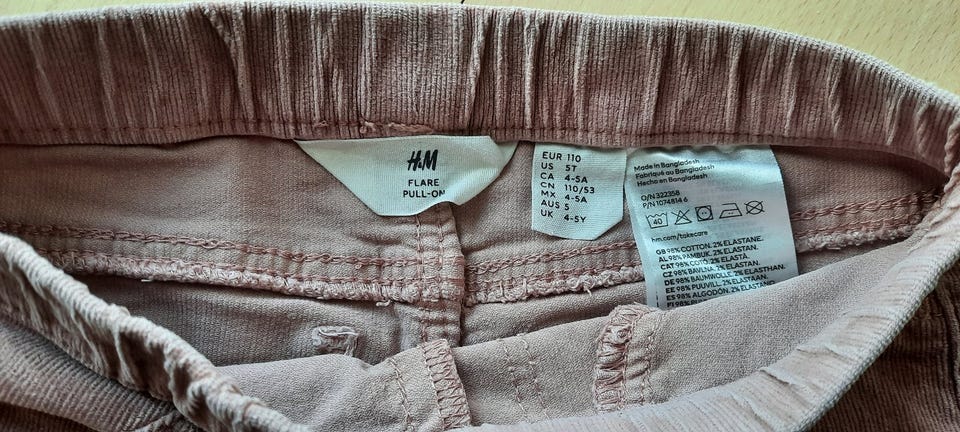 H&M
FLARE
PULL-ON
EUR 110
US 5T
CA 4-5A
CN 110/53
MX 4-5A
AUS 5
UK 4-5Y
Made in Bangladesh
Fabriqué au Bangladesh
Hecho en Bangladesh
O/N 322358
P/N 1074814 6
40
hm.com/takecare
GB 98% COTTON, 2% ELASTANE.
AL 98% PAMBUK, 2% ELASTAN.
CAT 98% COTÓ, 2% ELASTÀ.
CZ 98% BAVLNA, 2% ELASTAN.
DE 98% BAUMWOLLE, 2% ELASTHAN.
EE 98% PUUVILL, 2% ELASTAAN.
ES 98% ALGODÓN, 2% ELASTANO.